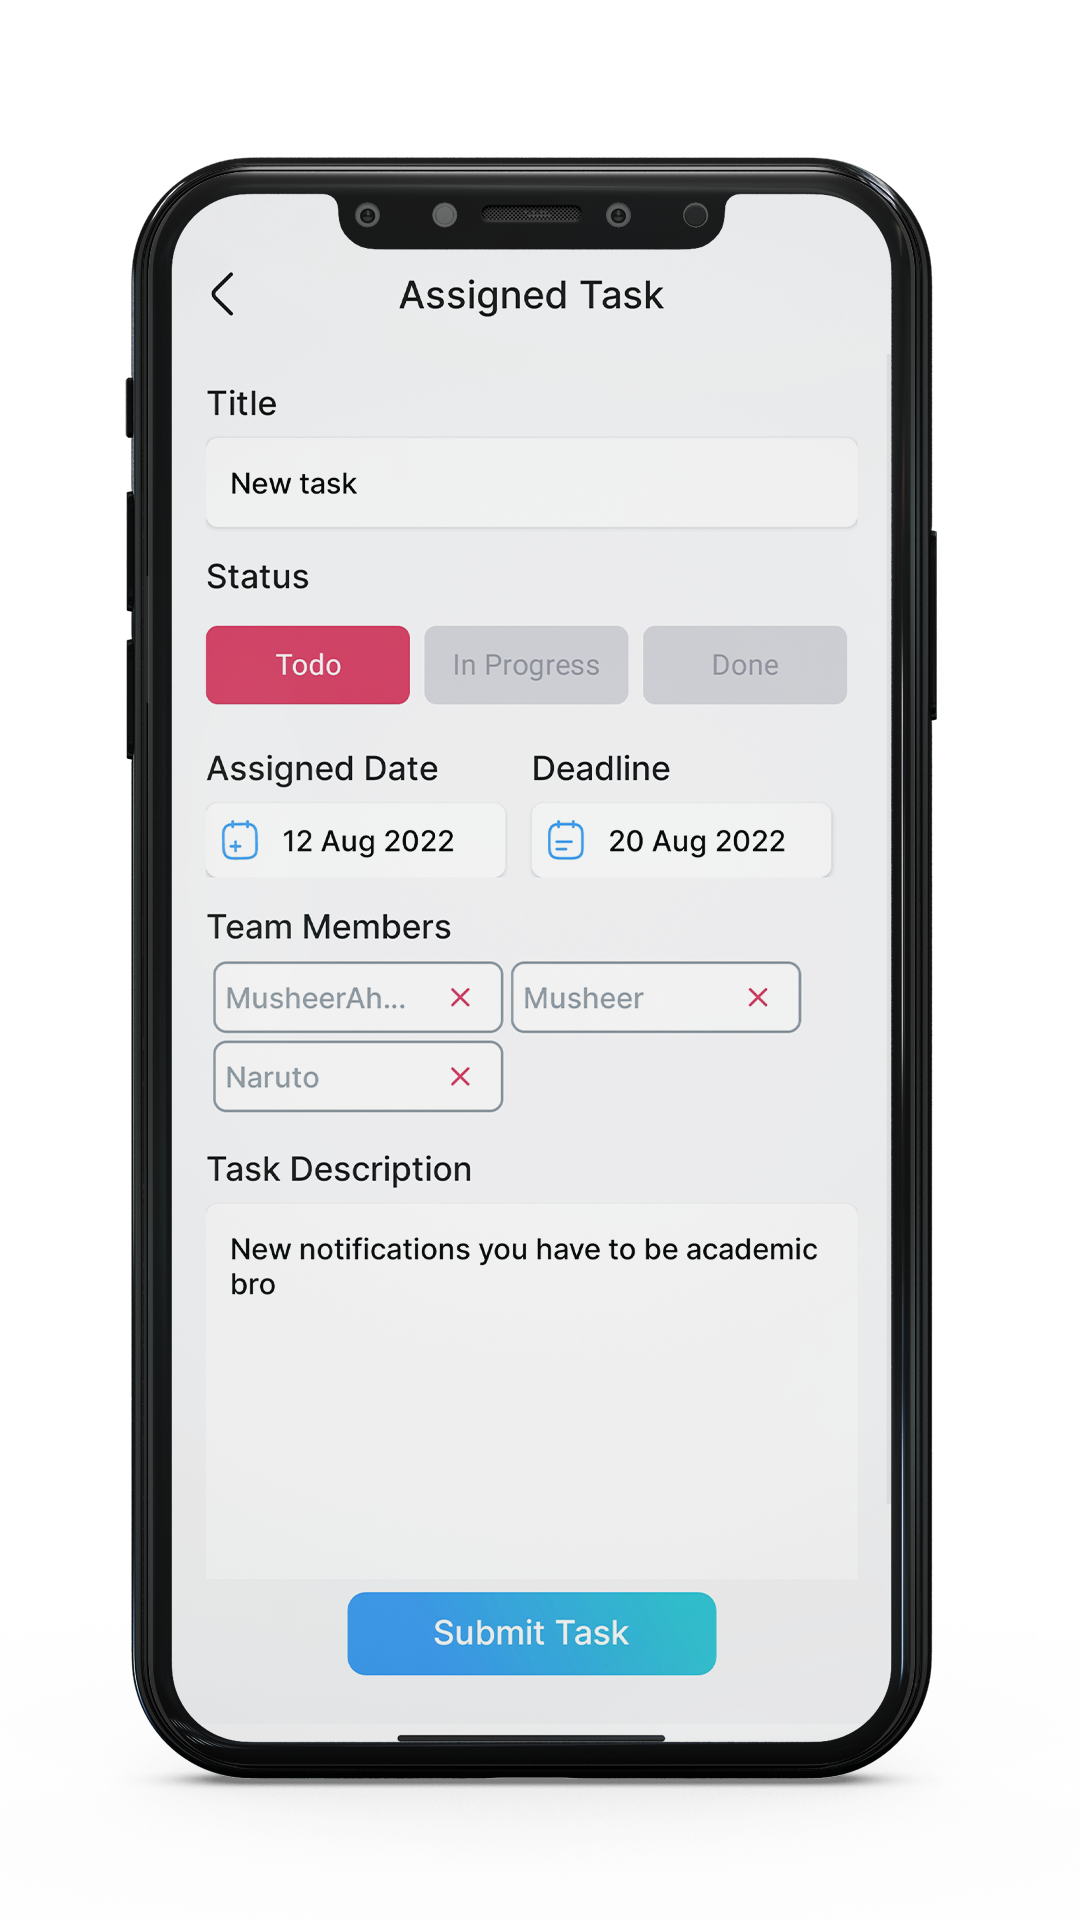 Assigned Task
Title
New task
Status
Todo In Progress Done
Assigned Date Deadline
12 Aug 2022 20 Aug 2022
Team Members
MusheerAh... Musheer
Naruto
Task Description
New notifications you have to be academic
bro
Submit Task